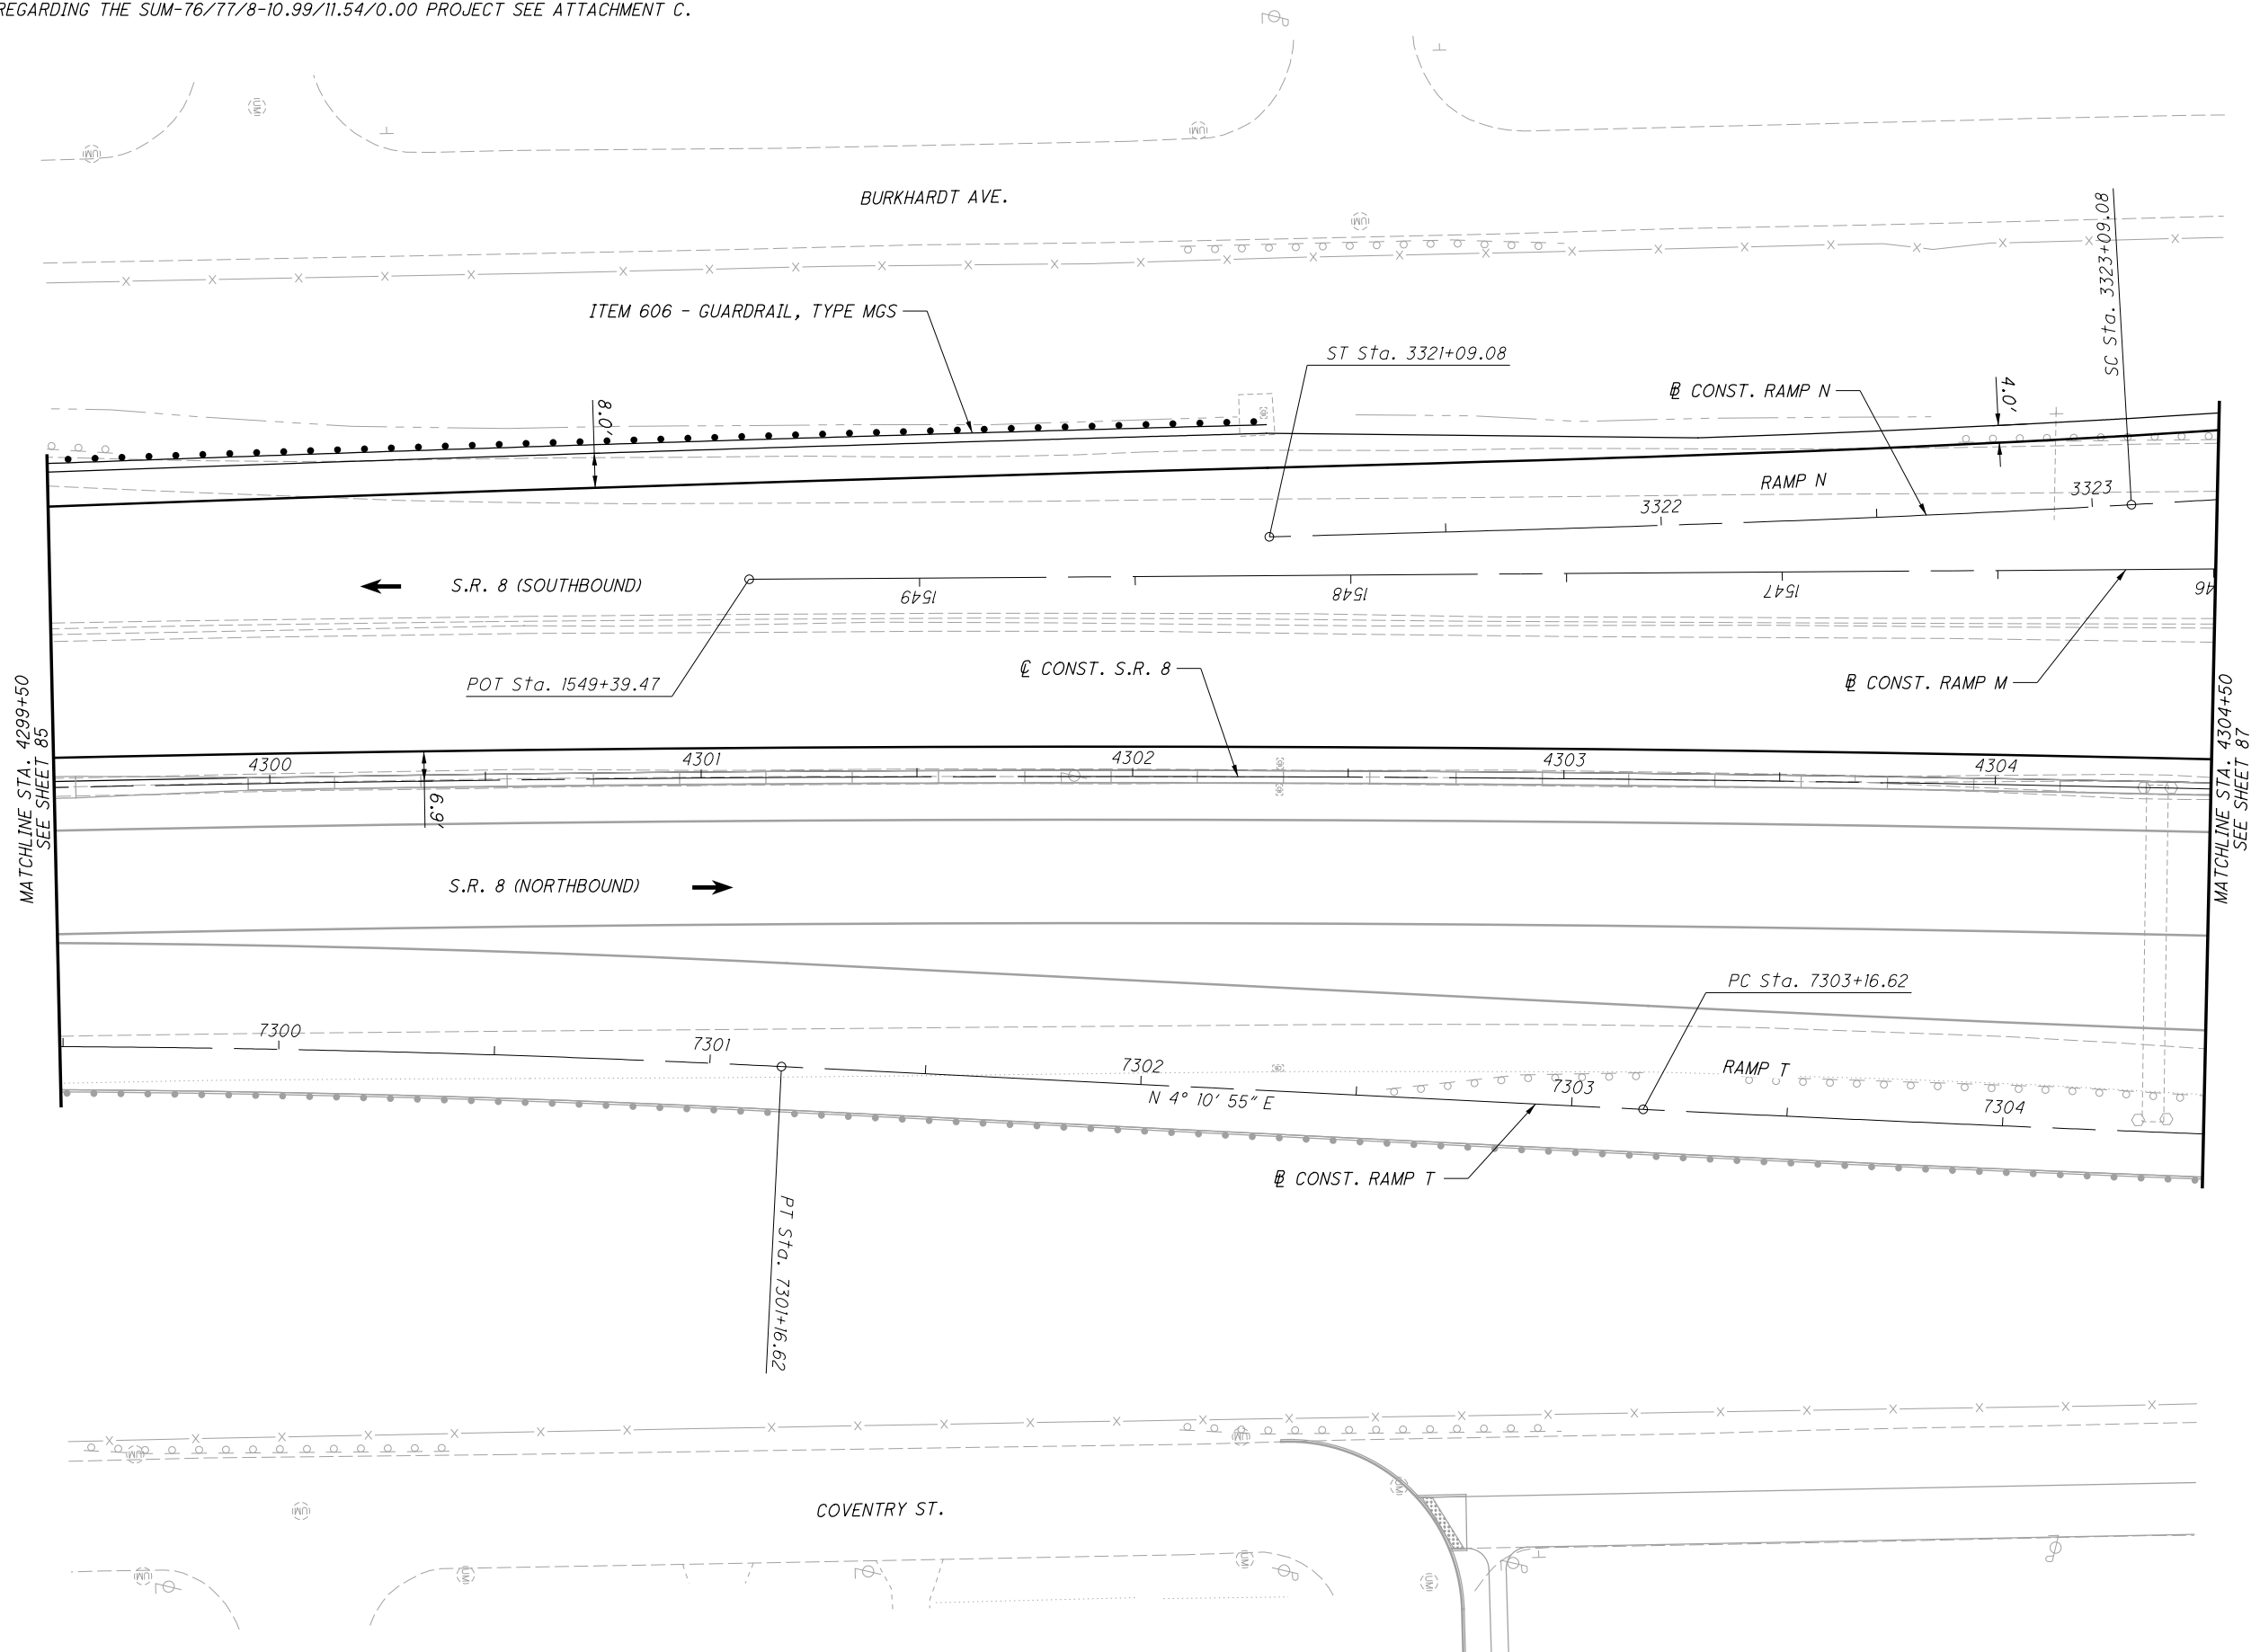 REGARDING THE SUM-76/77/8-10.99/11.54/0.00 PROJECT SEE ATTACHMENT C.
BURKHARDT AVE.
ITEM 606 - GUARDRAIL, TYPE MGS
ST Sta. 3321+09.08
SC Sta. 3323+09.08
℄ CONST. RAMP N
8.0'
4.0'
RAMP N
3322
3323
S.R. 8 (SOUTHBOUND)
1549
1548
1547
46
POT Sta. 1549+39.47
℄ CONST. S.R. 8
℄ CONST. RAMP M
MATCHLINE STA. 4299+50
SEE SHEET 85
MATCHLINE STA. 4304+50
SEE SHEET 87
4300
4301
4302
4303
4304
6.9'
S.R. 8 (NORTHBOUND)
PC Sta. 7303+16.62
7300
7301
7302
7303
7304
RAMP T
N 4° 10' 55" E
℄ CONST. RAMP T
PT Sta. 7301+16.62
COVENTRY ST.